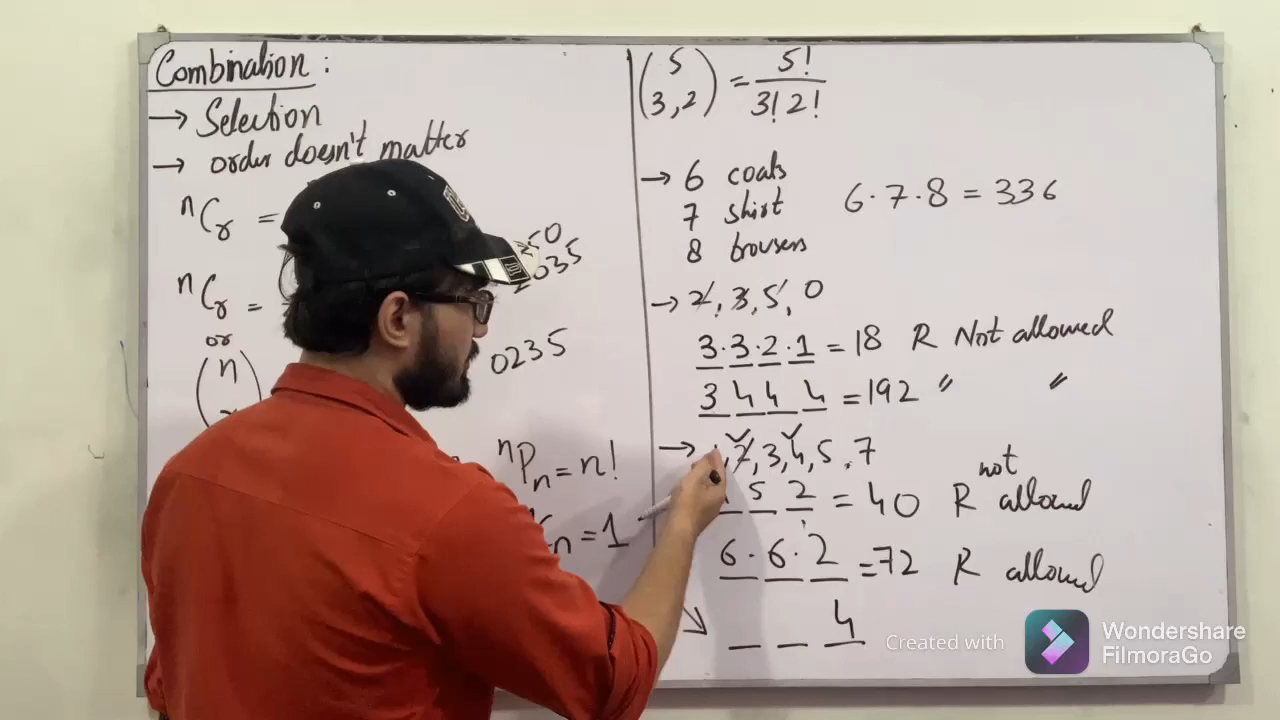 Combination :
→ Selection
→ order doesn't matter
nCr =
nCr =
or
(n
50
2035
0235
nPn = n!
n = 1
(5
3,2) = 5!
3! 2!
→ 6 coats
7 shirt
8 trousers
6·7·8 = 336
→ 2, 3, 5, 0
3·3·2·1 = 18 R Not allowed
3 4 4 4 = 192 〃 〃
→ , 2, 3, 4, 5, 7
5 2 = 40 R not allowed
6·6·2 = 72 R allowed
4
Created with Wondershare FilmoraGo